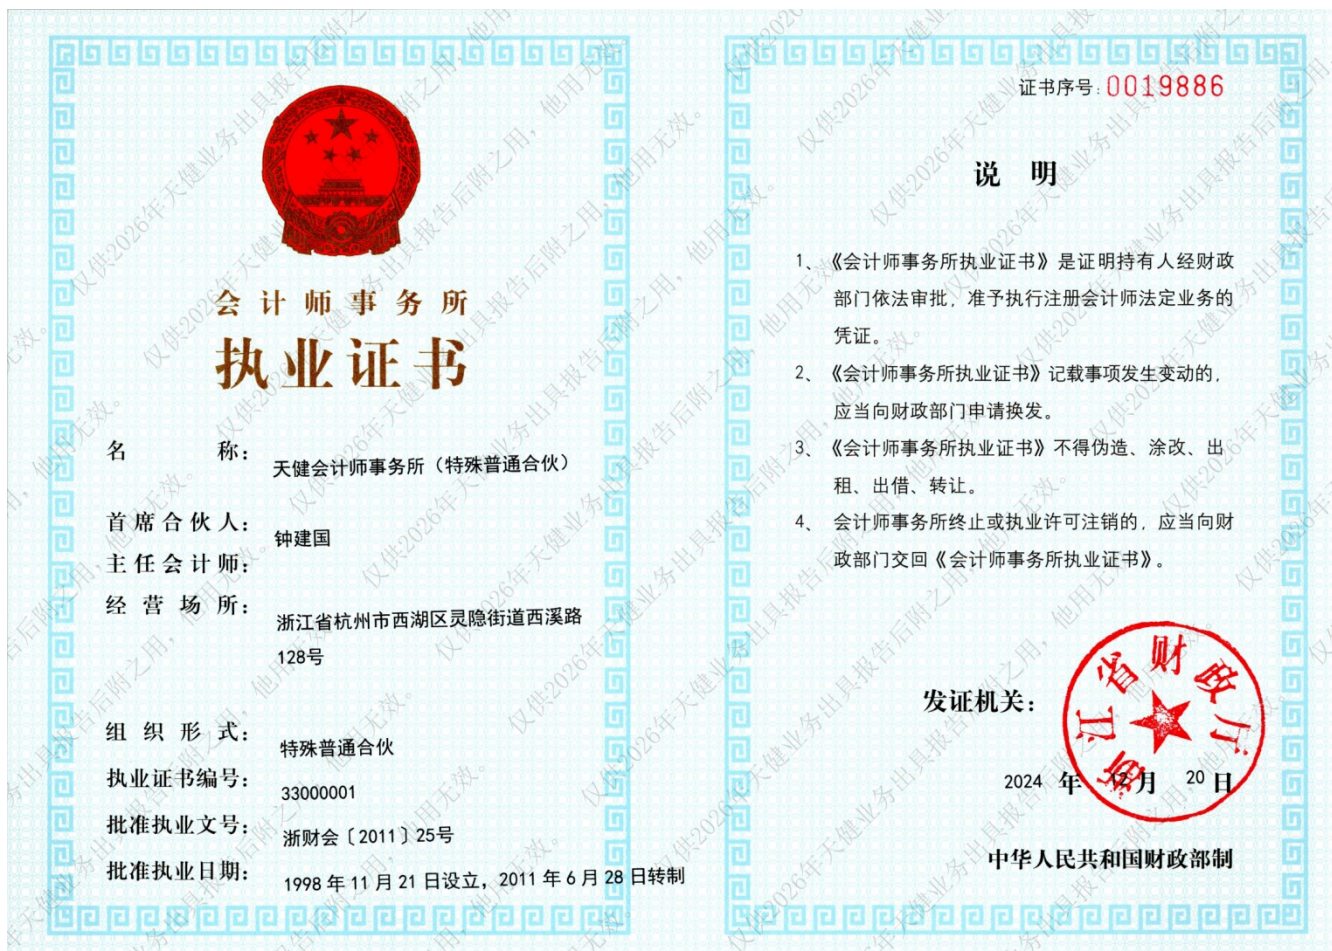 会计师事务所
执业证书
名称：
天健会计师事务所（特殊普通合伙）
首席合伙人：
钟建国
主任会计师：
经营场所：
浙江省杭州市西湖区灵隐街道西溪路
128号
组织形式：
特殊普通合伙
执业证书编号：
33000001
批准执业文号：
浙财会〔2011〕25号
批准执业日期：
1998年11月21日设立，2011年6月28日转制
证书序号：0019886
说 明
1、《会计师事务所执业证书》是证明持有人经财政
部门依法审批，准予执行注册会计师法定业务的
凭证。
2、《会计师事务所执业证书》记载事项发生变动的，
应当向财政部门申请换发。
3、《会计师事务所执业证书》不得伪造、涂改、出
租、出借、转让。
4、会计师事务所终止或执业许可注销的，应当向财
政部门交回《会计师事务所执业证书》。
发证机关：
浙江省财政厅
2024 年 12月 20日
中华人民共和国财政部制
仅供2026年天健业务出具报告后附之用，他用无效。